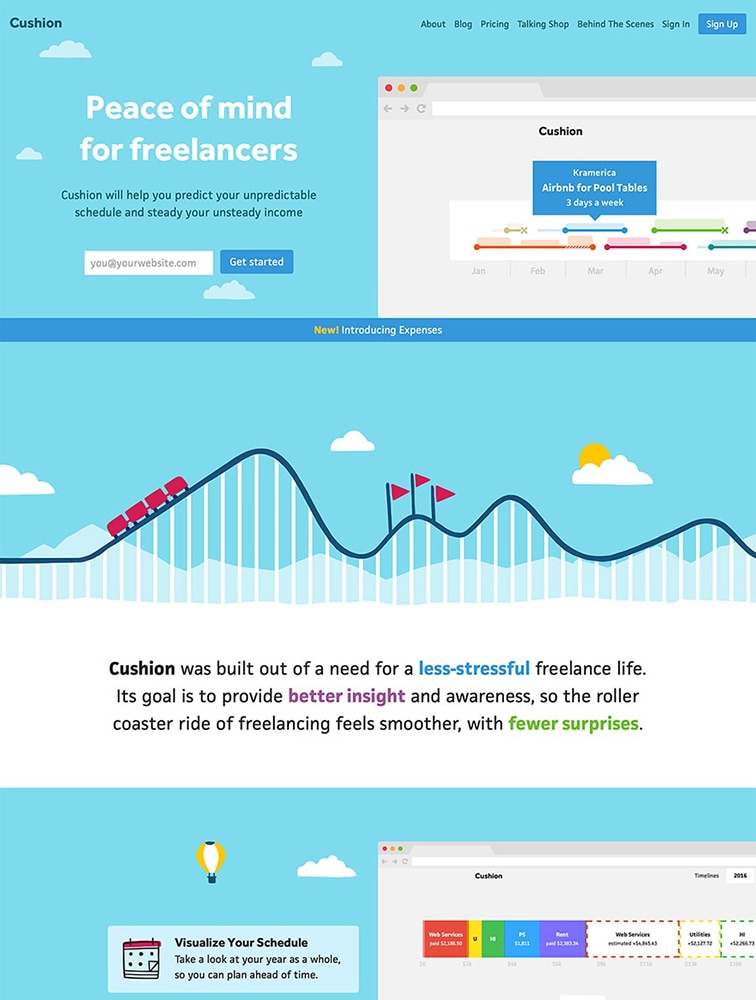 Cushion
About Blog Pricing Talking Shop Behind The Scenes Sign In Sign Up
Peace of mind
for freelancers
Cushion will help you predict your unpredictable
schedule and steady your unsteady income
you@yourwebsite.com Get started
Cushion
Kramerica
Airbnb for Pool Tables
3 days a week
Jan Feb Mar Apr May
New! Introducing Expenses
Cushion was built out of a need for a less-stressful freelance life.
Its goal is to provide better insight and awareness, so the roller
coaster ride of freelancing feels smoother, with fewer surprises.
Cushion Timelines 2016
Web Services U HI PS Rent Web Services Utilities HI
paid $2,186.50 $1,811 paid $2,383.34 estimated +$4,845.43 +$2,127.72 +$2,266.73
Visualize Your Schedule
Take a look at your year as a whole,
so you can plan ahead of time.